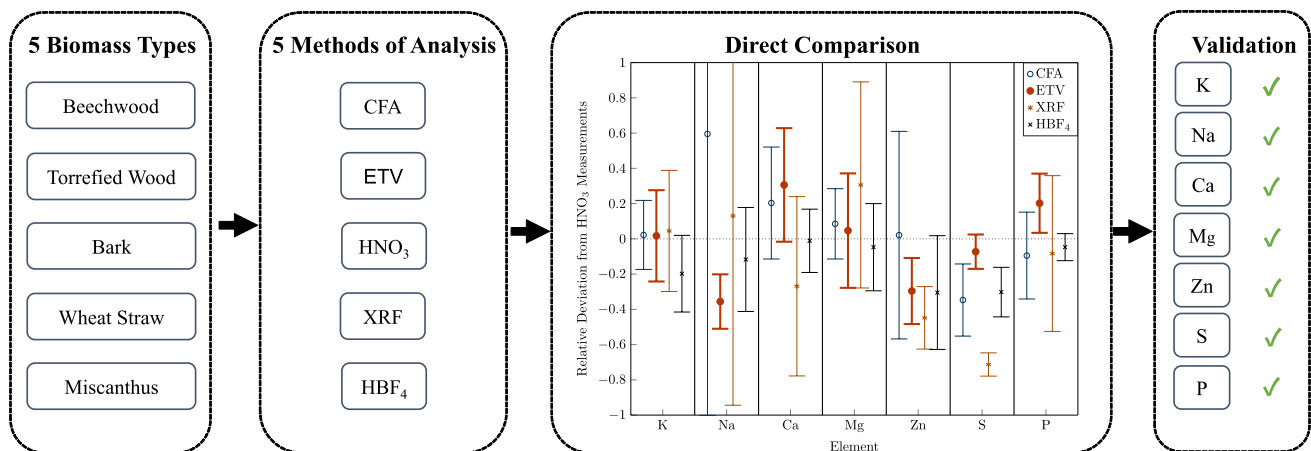 5 Biomass Types
Beechwood
Torrefied Wood
Bark
Wheat Straw
Miscanthus
5 Methods of Analysis
CFA
ETV
HNO₃
XRF
HBF₄
Direct Comparison
Relative Deviation from HNO₃ Measurements
1
0.8
0.6
0.4
0.2
0
−0.2
−0.4
−0.6
−0.8
−1
CFA
ETV
XRF
HBF₄
K Na Ca Mg Zn S P
Element
Validation
K ✓
Na ✓
Ca ✓
Mg ✓
Zn ✓
S ✓
P ✓